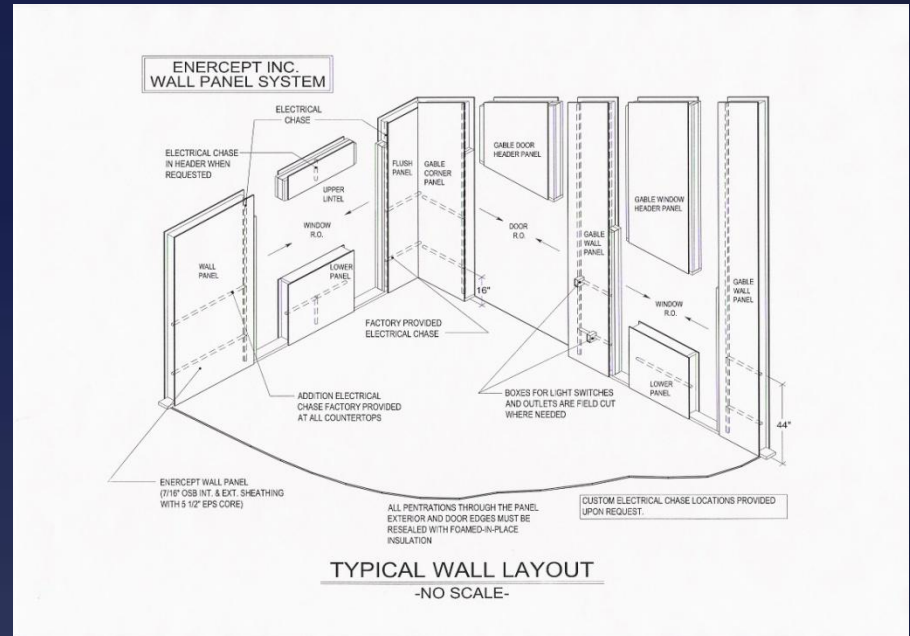 ENERCEPT INC.
WALL PANEL SYSTEM
ELECTRICAL
CHASE
ELECTRICAL CHASE
IN HEADER WHEN
REQUESTED
UPPER
LINTEL
WINDOW
R.O.
WALL
PANEL
LOWER
PANEL
FLUSH
PANEL
GABLE
CORNER
PANEL
GABLE DOOR
HEADER PANEL
DOOR
R.O.
GABLE
WALL
PANEL
GABLE WINDOW
HEADER PANEL
WINDOW
R.O.
GABLE
WALL
PANEL
LOWER
PANEL
16"
44"
FACTORY PROVIDED
ELECTRICAL CHASE
ADDITION ELECTRICAL
CHASE FACTORY PROVIDED
AT ALL COUNTERTOPS
BOXES FOR LIGHT SWITCHES
AND OUTLETS ARE FIELD CUT
WHERE NEEDED
ENERCEPT WALL PANEL
(7/16" OSB INT. & EXT. SHEATHING
WITH 5 1/2" EPS CORE)
ALL PENTRATIONS THROUGH THE PANEL
EXTERIOR AND DOOR EDGES MUST BE
RESEALED WITH FOAMED-IN-PLACE
INSULATION
CUSTOM ELECTRICAL CHASE LOCATIONS PROVIDED
UPON REQUEST.
TYPICAL WALL LAYOUT
-NO SCALE-